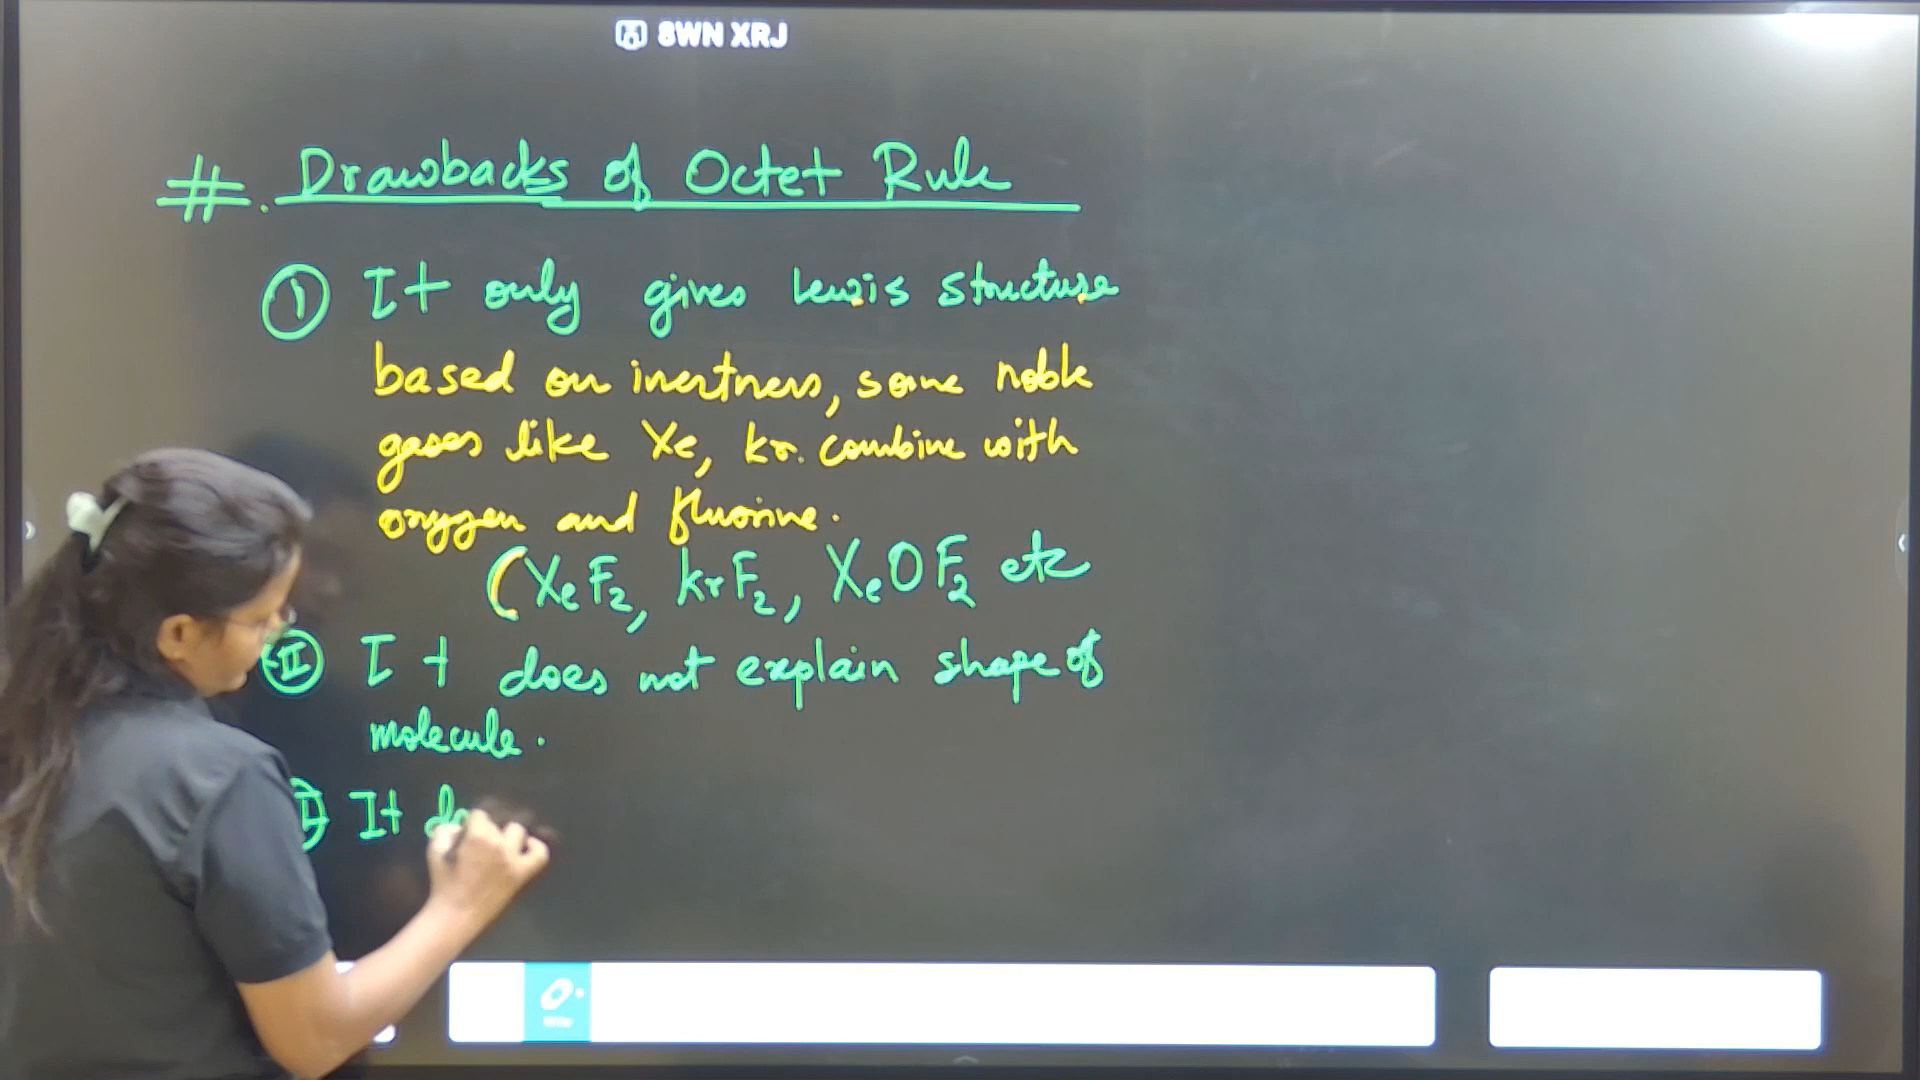 8WN XRJ
# . Drawbacks of Octet Rule
① It only gives lewis structure
based on inertness, some noble
gases like Xe, kr. combine with
oxygen and fluorine.
(XeF₂, krF₂, XeOF₂ etc
Ⅱ It does not explain shape of
molecule.
It do